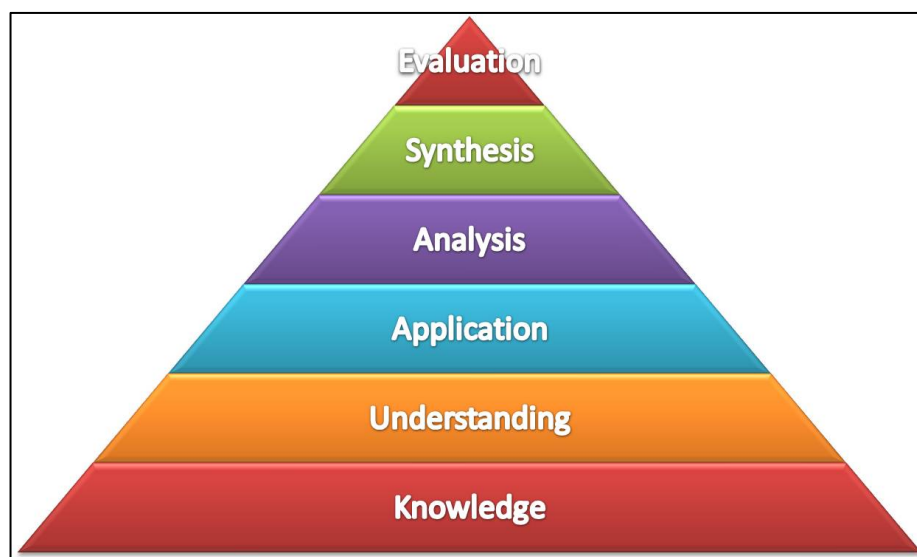 Evaluation
Synthesis
Analysis
Application
Understanding
Knowledge